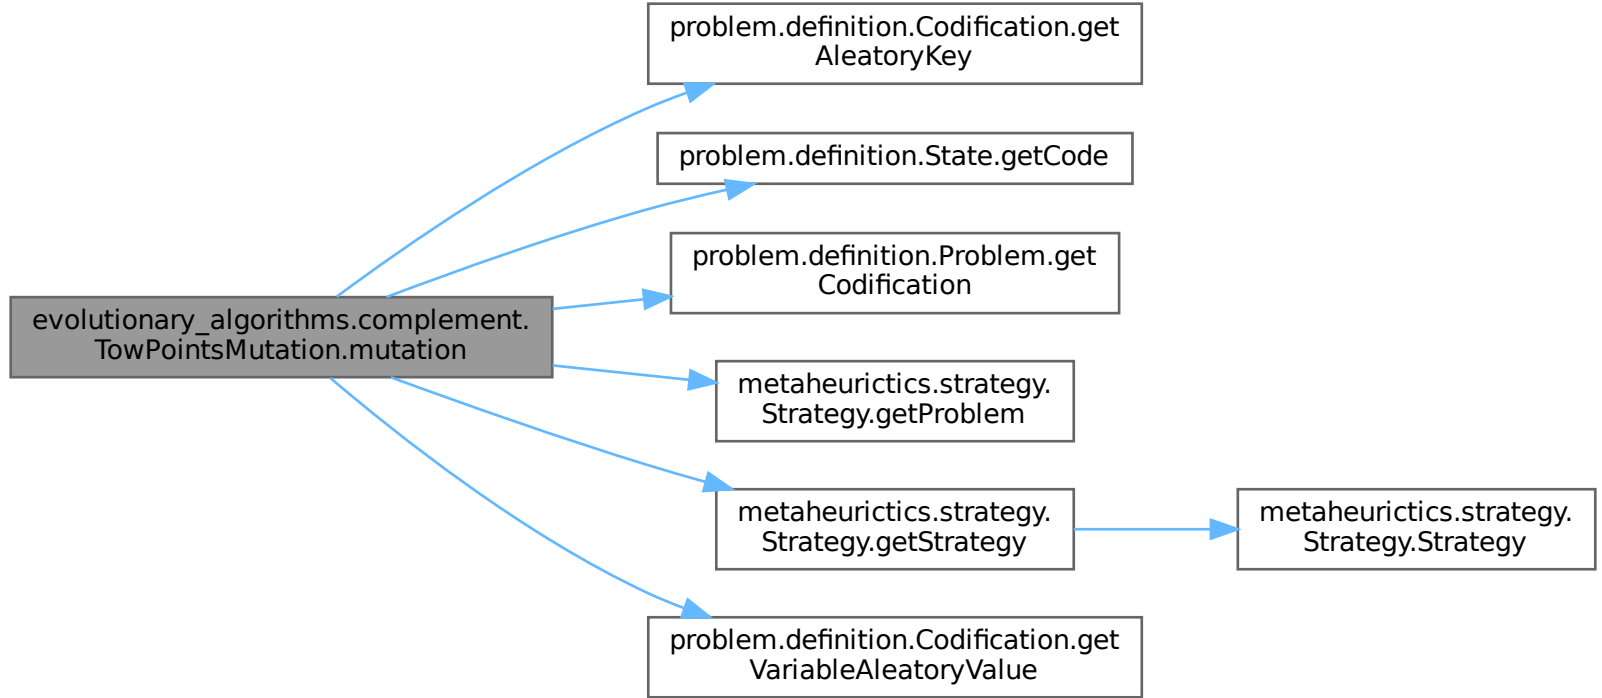 problem.definition.Codification.get
AleatoryKey
problem.definition.State.getCode
problem.definition.Problem.get
Codification
evolutionary_algorithms.complement.
TowPointsMutation.mutation
metaheurictics.strategy.
Strategy.getProblem
metaheurictics.strategy.
Strategy.getStrategy
metaheurictics.strategy.
Strategy.Strategy
problem.definition.Codification.get
VariableAleatoryValue